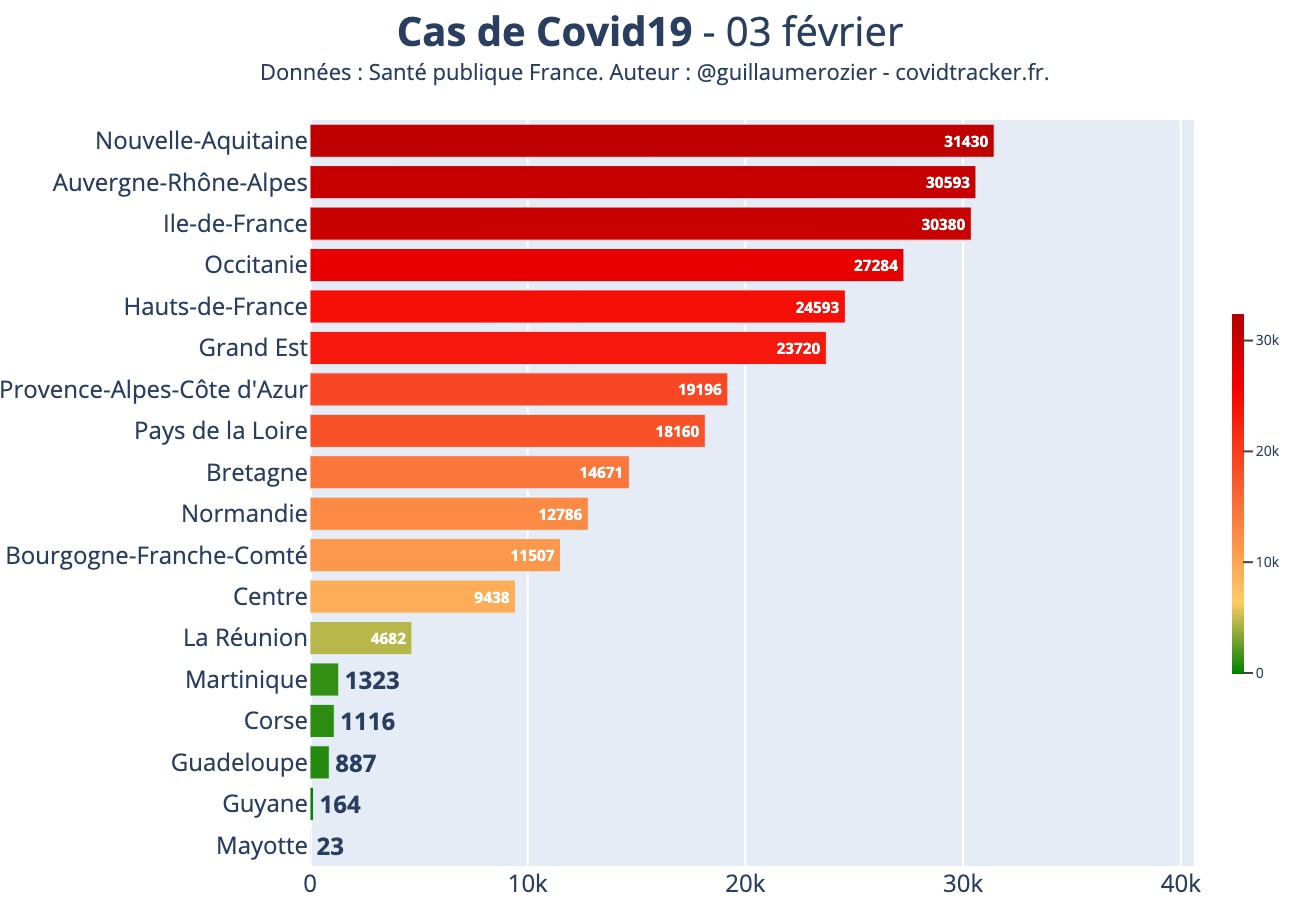 Cas de Covid19 - 03 février
Données : Santé publique France. Auteur : @guillaumerozier - covidtracker.fr.
Nouvelle-Aquitaine 31430
Auvergne-Rhône-Alpes 30593
Ile-de-France 30380
Occitanie 27284
Hauts-de-France 24593
Grand Est 23720
Provence-Alpes-Côte d'Azur 19196
Pays de la Loire 18160
Bretagne 14671
Normandie 12786
Bourgogne-Franche-Comté 11507
Centre 9438
La Réunion 4682
Martinique 1323
Corse 1116
Guadeloupe 887
Guyane 164
Mayotte 23
0 10k 20k 30k 40k
30k
20k
10k
0